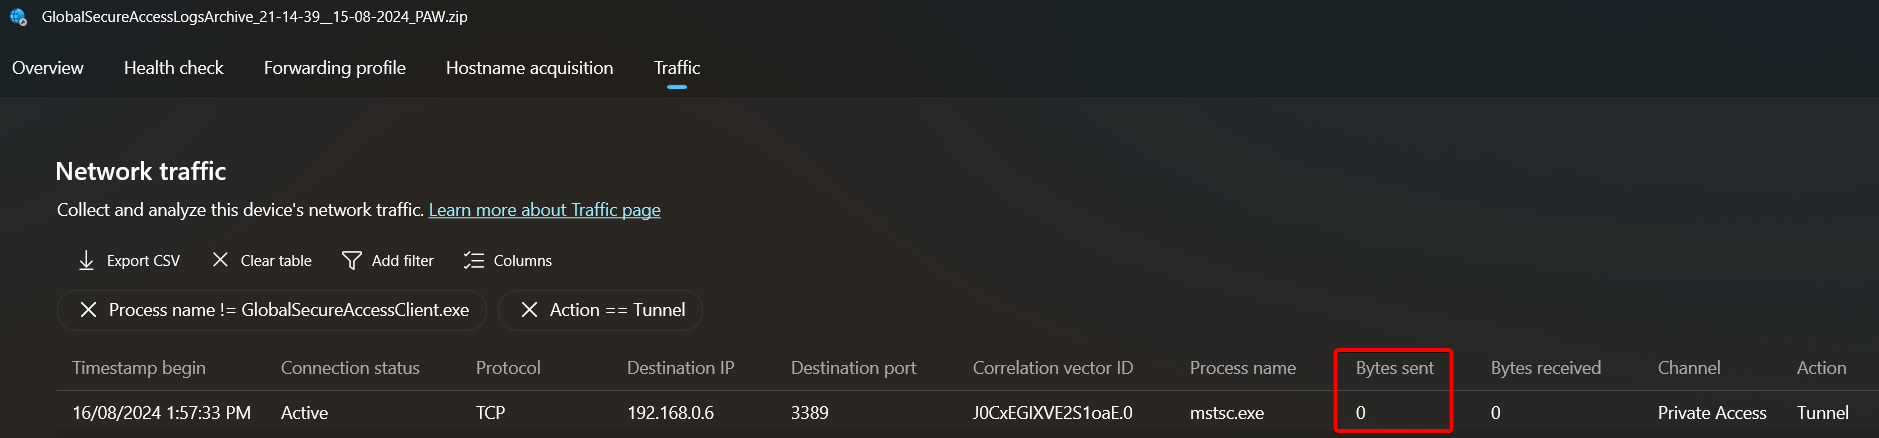 GlobalSecureAccessLogsArchive_21-14-39__15-08-2024_PAW.zip
Overview Health check Forwarding profile Hostname acquisition Traffic
Network traffic
Collect and analyze this device's network traffic. Learn more about Traffic page
Export CSV Clear table Add filter Columns
Process name != GlobalSecureAccessClient.exe Action == Tunnel
Timestamp begin Connection status Protocol Destination IP Destination port Correlation vector ID Process name Bytes sent Bytes received Channel Action
16/08/2024 1:57:33 PM Active TCP 192.168.0.6 3389 J0CxEGIXVE2S1oaE.0 mstsc.exe 0 0 Private Access Tunnel